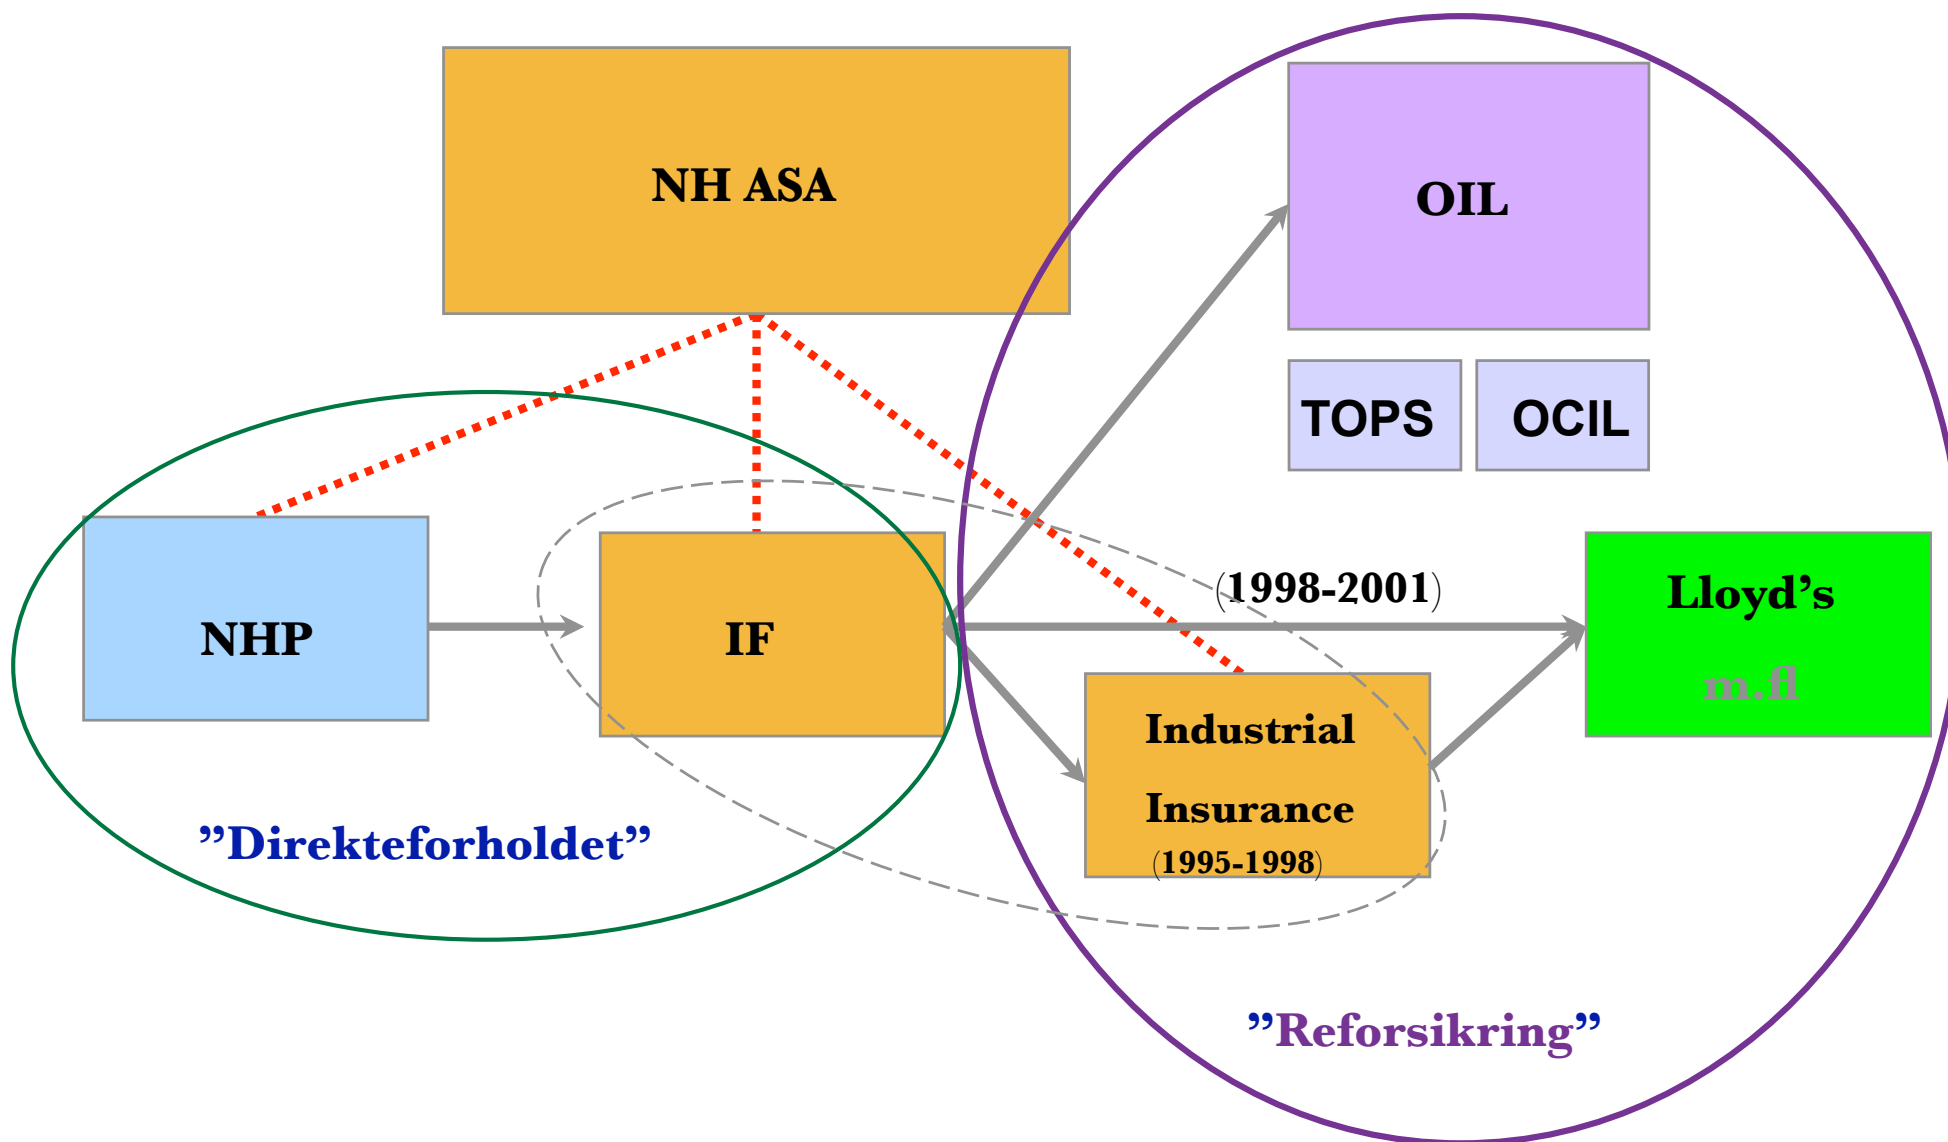 NH ASA
OIL
TOPS
OCIL
(1998-2001)
NHP
IF
Lloyd’s
m.fl
Industrial
Insurance
(1995-1998)
”Direkteforholdet”
”Reforsikring”